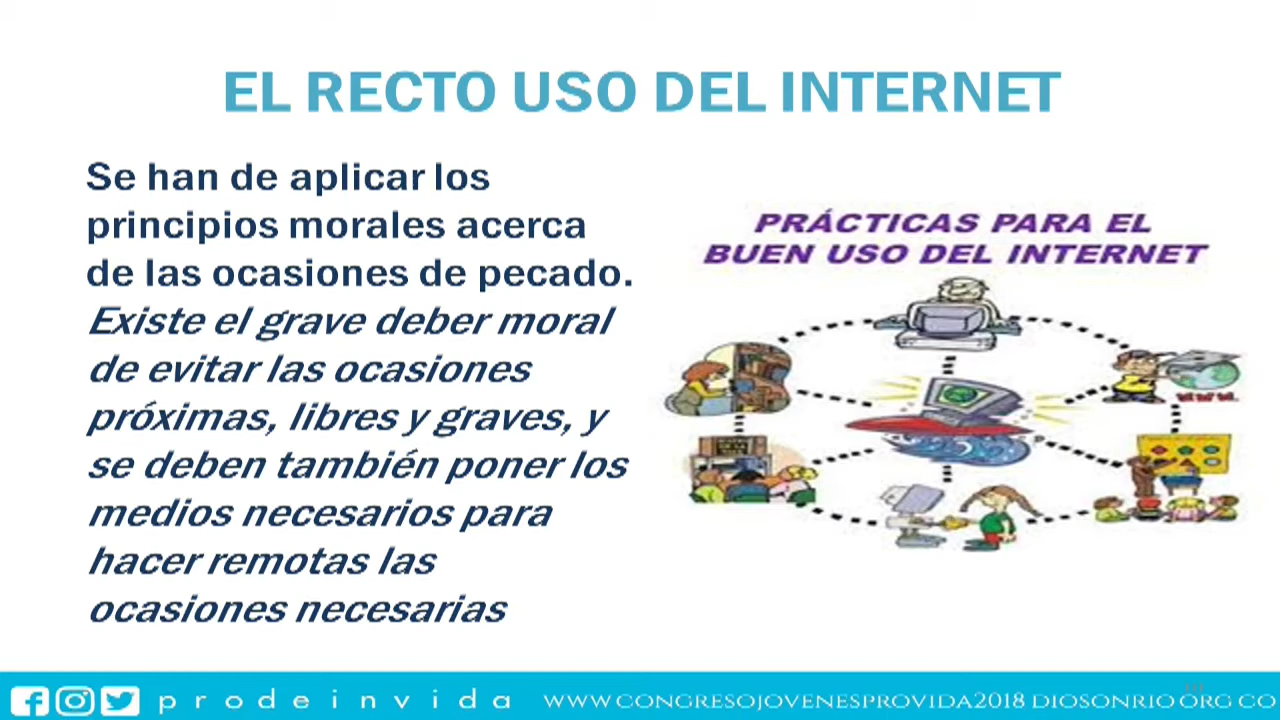 EL RECTO USO DEL INTERNET
Se han de aplicar los
principios morales acerca
de las ocasiones de pecado.
Existe el grave deber moral
de evitar las ocasiones
próximas, libres y graves, y
se deben también poner los
medios necesarios para
hacer remotas las
ocasiones necesarias
PRÁCTICAS PARA EL
BUEN USO DEL INTERNET
WWW.
prodeinvida
WWW.CONGRESOJOVENESPROVIDA2018 DIOSONRIO ORG CO